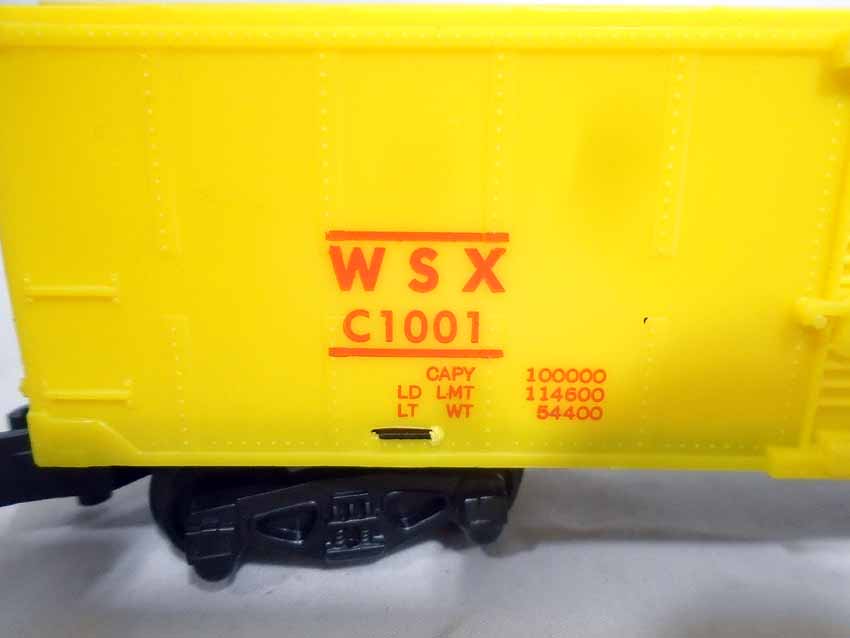 WSX
C1001
CAPY 100000
LD LMT 114600
LT WT 54400